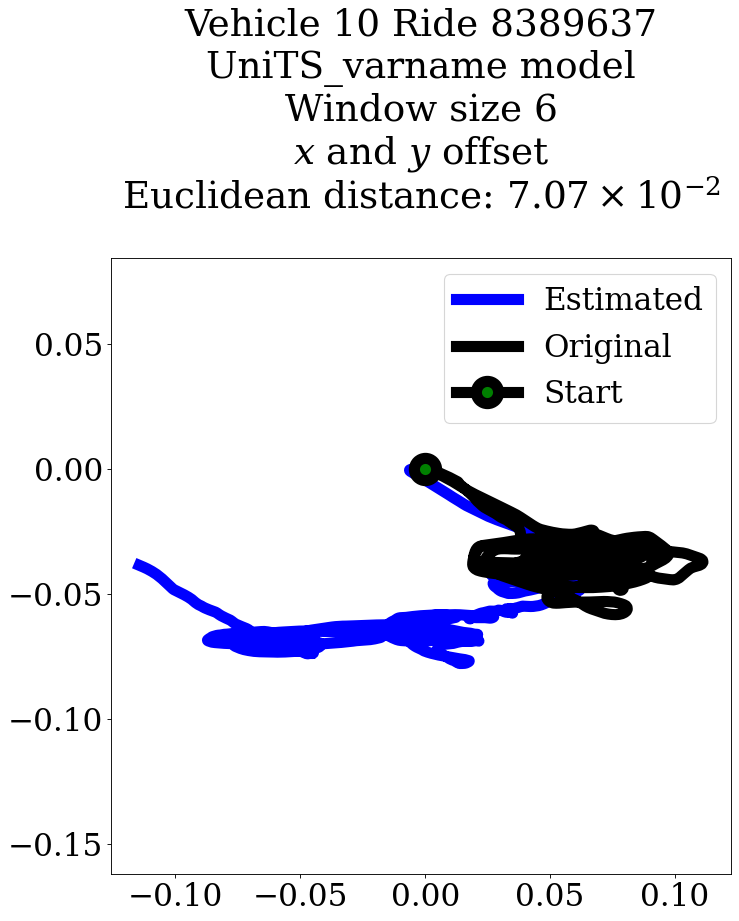 Vehicle 10 Ride 8389637
UniTS_varname model
Window size 6
x and y offset
Euclidean distance: 7.07 × 10⁻²
Estimated
Original
Start
0.05
0.00
−0.05
−0.10
−0.15
−0.10 −0.05 0.00 0.05 0.10